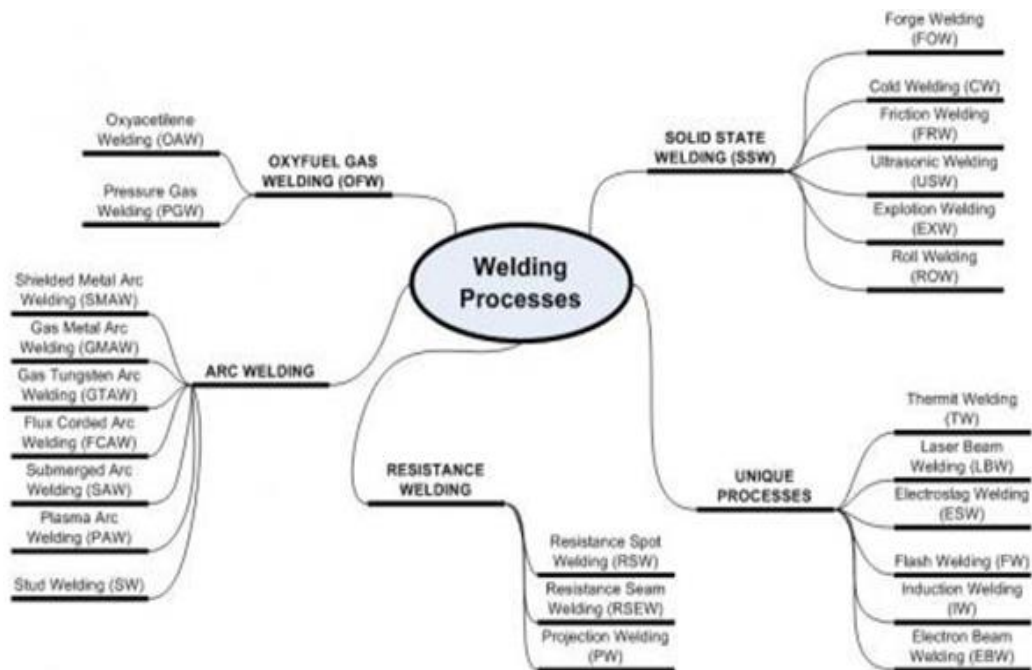 Welding
Processes
OXYFUEL GAS
WELDING (OFW)
Oxyacetilene
Welding (OAW)
Pressure Gas
Welding (PGW)
ARC WELDING
Shielded Metal Arc
Welding (SMAW)
Gas Metal Arc
Welding (GMAW)
Gas Tungsten Arc
Welding (GTAW)
Flux Corded Arc
Welding (FCAW)
Submerged Arc
Welding (SAW)
Plasma Arc
Welding (PAW)
Stud Welding (SW)
RESISTANCE
WELDING
Resistance Spot
Welding (RSW)
Resistance Seam
Welding (RSEW)
Projection Welding
(PW)
SOLID STATE
WELDING (SSW)
Forge Welding
(FOW)
Cold Welding (CW)
Friction Welding
(FRW)
Ultrasonic Welding
(USW)
Explotion Welding
(EXW)
Roll Welding
(ROW)
UNIQUE
PROCESSES
Thermit Welding
(TW)
Laser Beam
Welding (LBW)
Electroslag Welding
(ESW)
Flash Welding (FW)
Induction Welding
(IW)
Electron Beam
Welding (EBW)